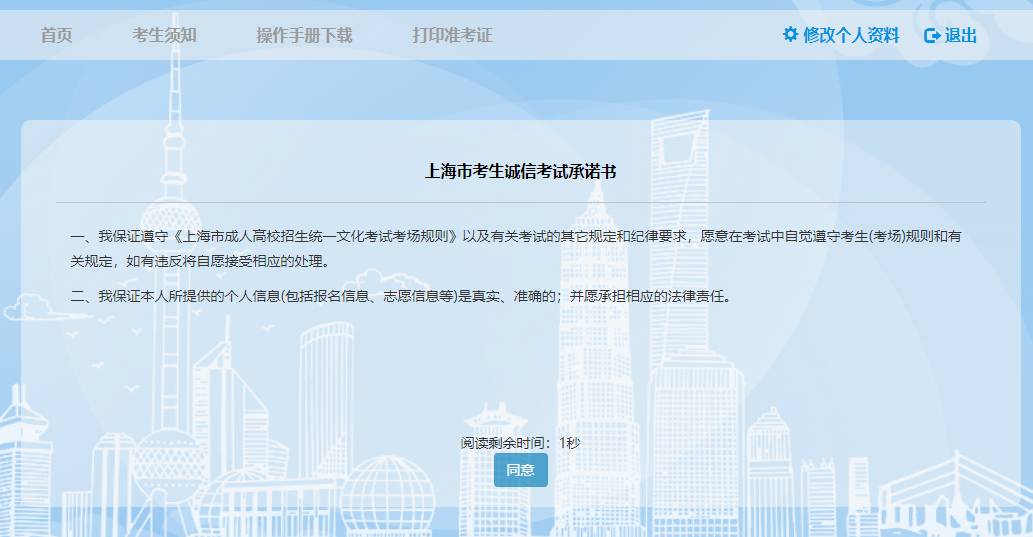 首页 考生须知 操作手册下载 打印准考证 修改个人资料 退出
上海市考生诚信考试承诺书
一、我保证遵守《上海市成人高校招生统一文化考试考场规则》以及有关考试的其它规定和纪律要求，愿意在考试中自觉遵守考生(考场)规则和有
关规定，如有违反将自愿接受相应的处理。
二、我保证本人所提供的个人信息(包括报名信息、志愿信息等)是真实、准确的；并愿承担相应的法律责任。
阅读剩余时间：1秒
同意